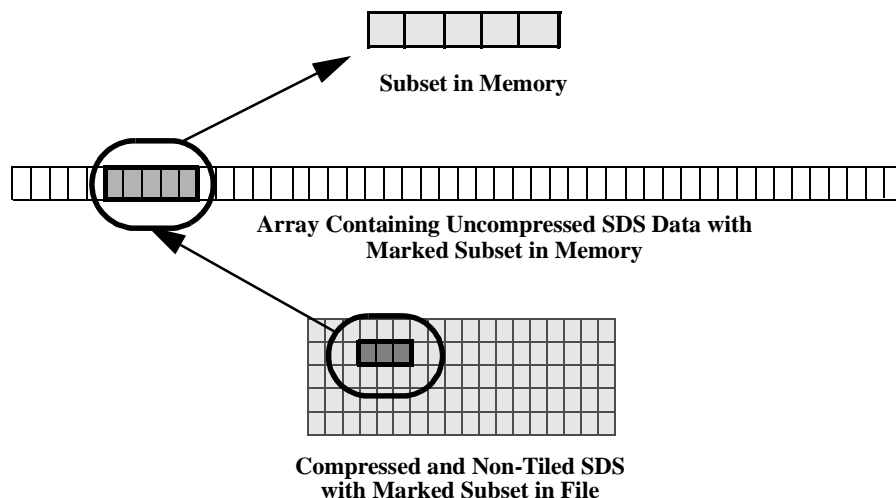 Subset in Memory
Array Containing Uncompressed SDS Data with
Marked Subset in Memory
Compressed and Non-Tiled SDS
with Marked Subset in File